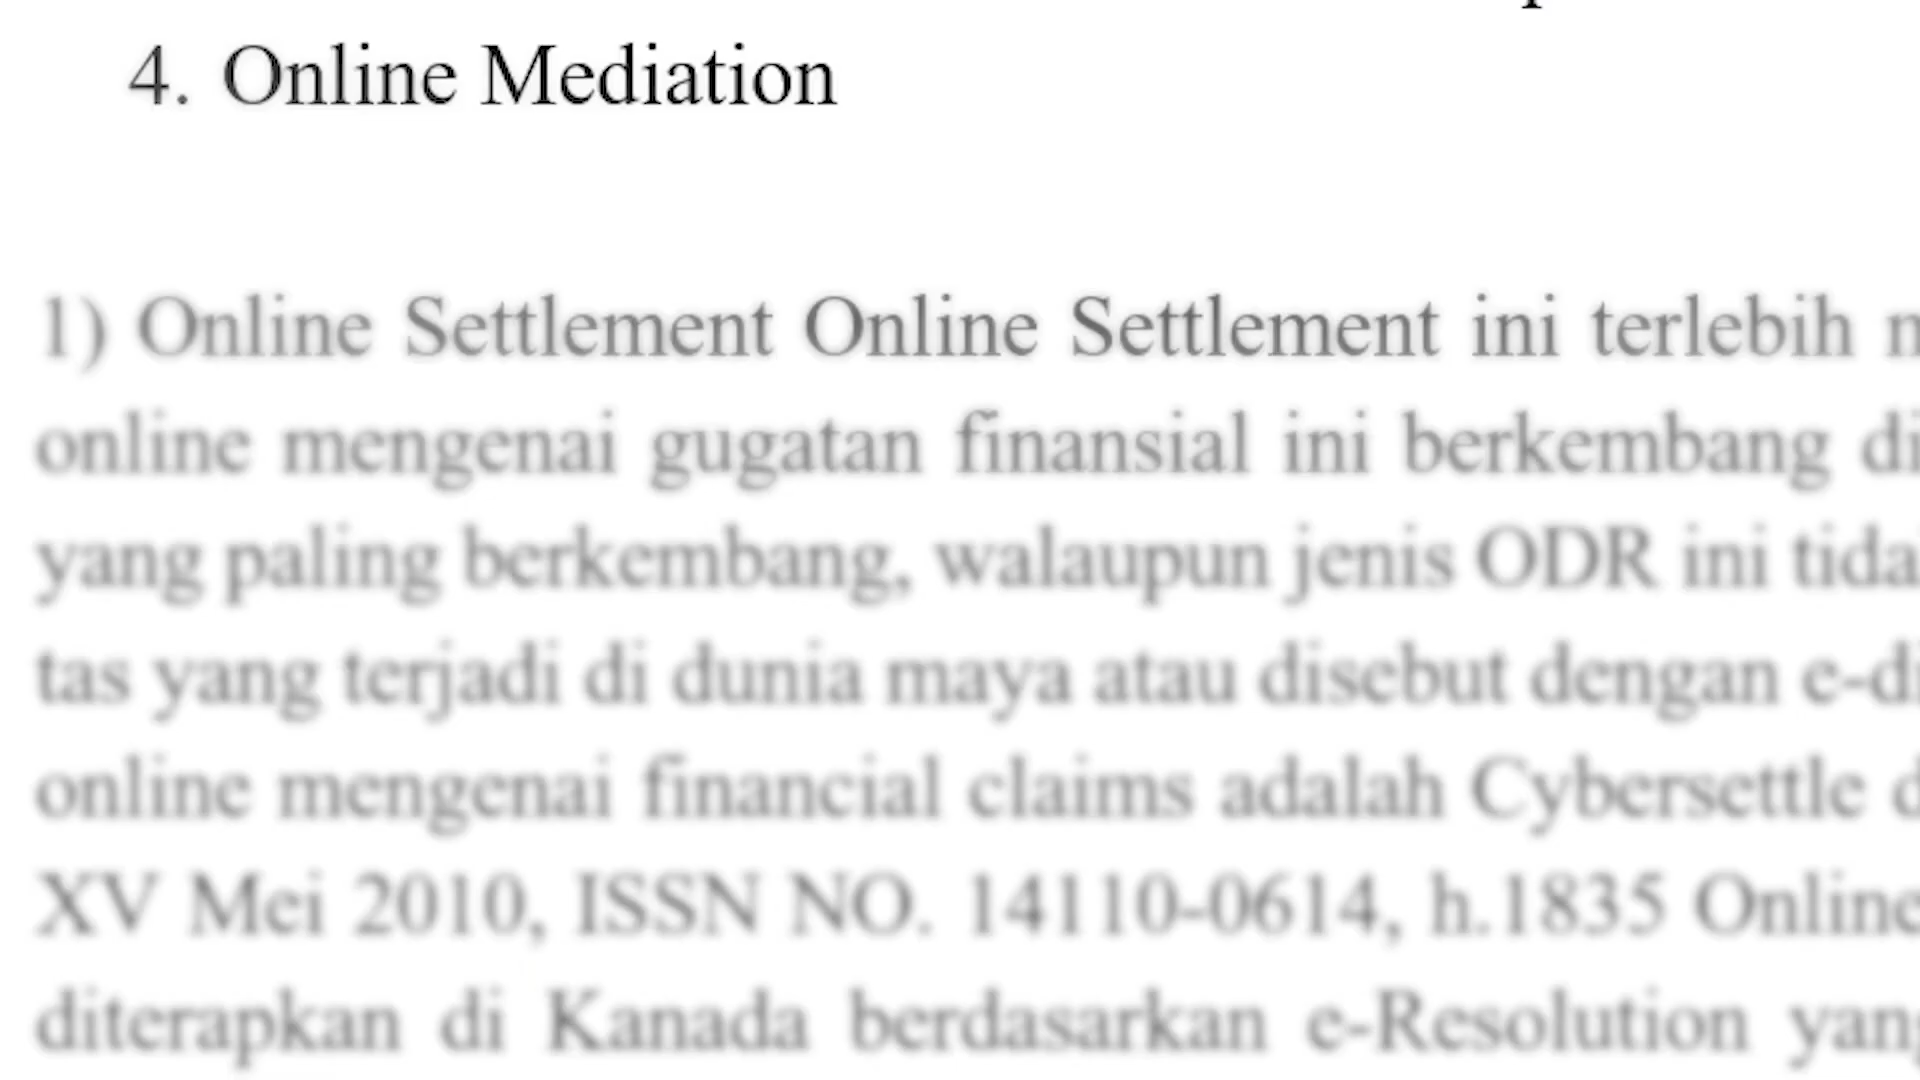 4. Online Mediation
1) Online Settlement Online Settlement ini terlebih
online mengenai gugatan finansial ini berkembang
yang paling berkembang, walaupun jenis ODR ini
tas yang terjadi di dunia maya atau disebut dengan
online mengenai financial claims adalah Cybersettle
XV Mei 2010, ISSN NO. 14110-0614, h.1835 Online
diterapkan di Kanada berdasarkan e-Resolution